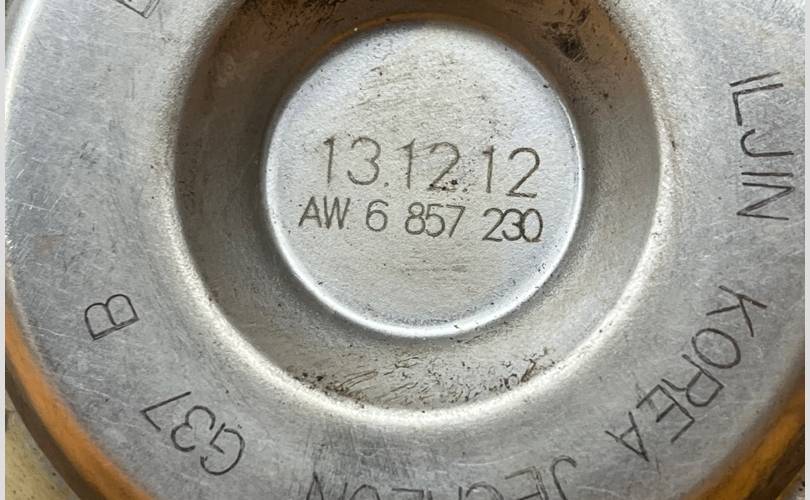 13.12.12
AW 6 857 230
ILJIN KOREA
G37 B